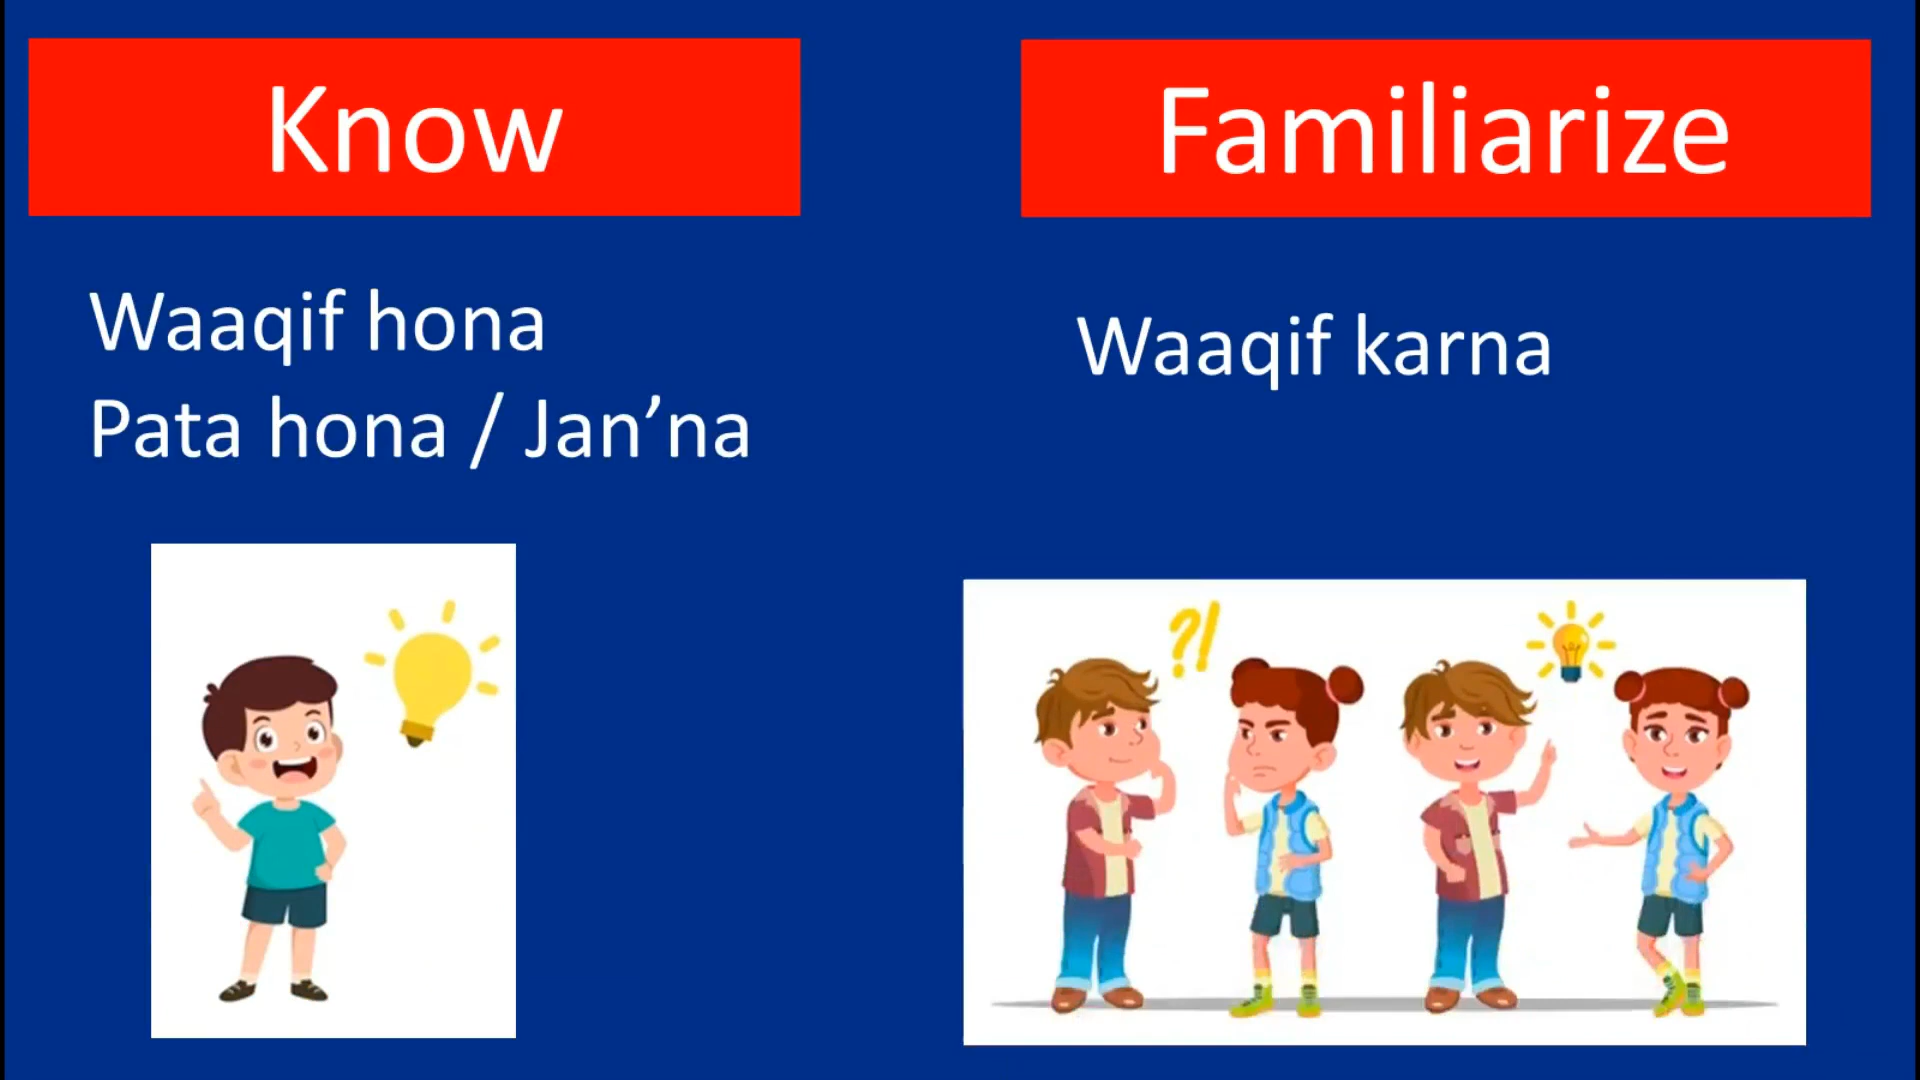 Know
Waaqif hona
Pata hona / Jan’na
Familiarize
Waaqif karna
?!